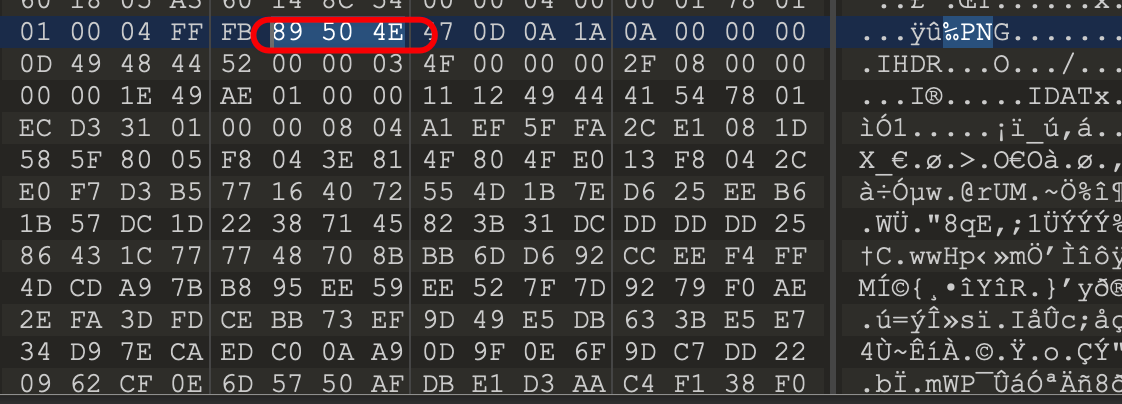 60 18 05 A3 60 14 8C 34 00 00 04 00 00 01 78 01
01 00 04 FF FB 89 50 4E 47 0D 0A 1A 0A 00 00 00 ...ÿû‰PNG.......
0D 49 48 44 52 00 00 03 4F 00 00 00 2F 08 00 00 .IHDR...O.../...
00 00 1E 49 AE 01 00 00 11 12 49 44 41 54 78 01 ...I®.....IDATx.
EC D3 31 01 00 00 08 04 A1 EF 5F FA 2C E1 08 1D ìÓ1.....¡ï_ú,á..
58 5F 80 05 F8 04 3E 81 4F 80 4F E0 13 F8 04 2C X_€.ø.>.O€Oà.ø.,
E0 F7 D3 B5 77 16 40 72 55 4D 1B 7E D6 25 EE B6 à÷Óµw.@rUM.~Ö%î¶
1B 57 DC 1D 22 38 71 45 82 3B 31 DC DD DD DD 25 .WÜ."8qE‚;1ÜÝÝÝ%
86 43 1C 77 77 48 70 8B BB 6D D6 92 CC EE F4 FF †C.wwHp‹»mÖ’Ìîôÿ
4D CD A9 7B B8 95 EE 59 EE 52 7F 7D 92 79 F0 AE MÍ©{¸•îYîR.}’yð®
2E FA 3D FD CE BB 73 EF 9D 49 E5 DB 63 3B E5 E7 .ú=ýÎ»sï.IåÛc;åç
34 D9 7E CA ED C0 0A A9 0D 9F 0E 6F 9D C7 DD 22 4Ù~ÊíÀ.©.Ÿ.o.ÇÝ"
09 62 CF 0E 6D 57 50 AF DB E1 D3 AA C4 F1 38 F0 .bÏ.mWP¯ÛáÓªÄñ8ð